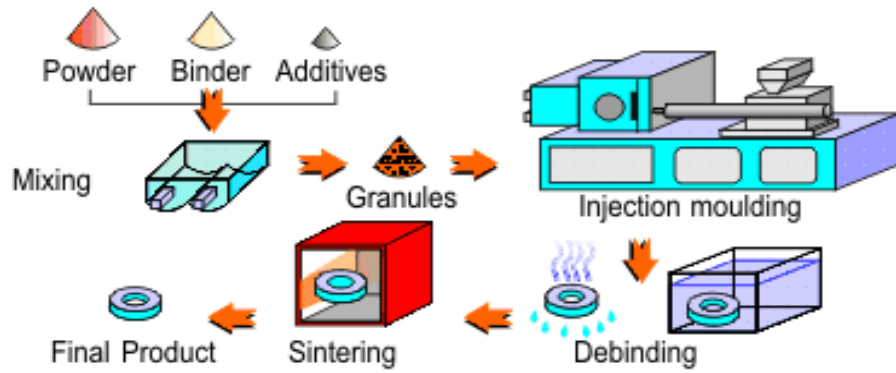 Powder Binder Additives
Mixing
Granules
Injection moulding
Final Product Sintering Debinding